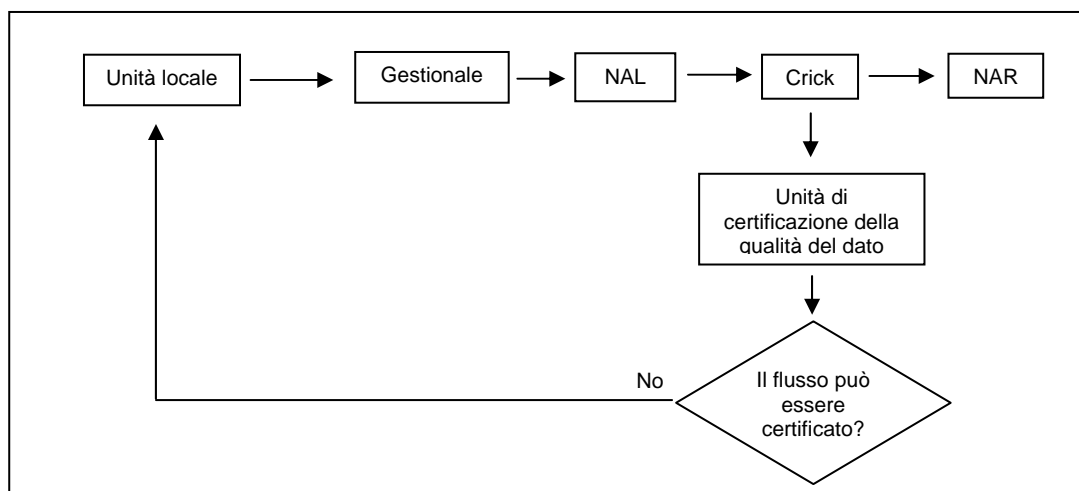 Unità locale
Gestionale
NAL
Crick
NAR
Unità di
certificazione della
qualità del dato
No
Il flusso può
essere
certificato?